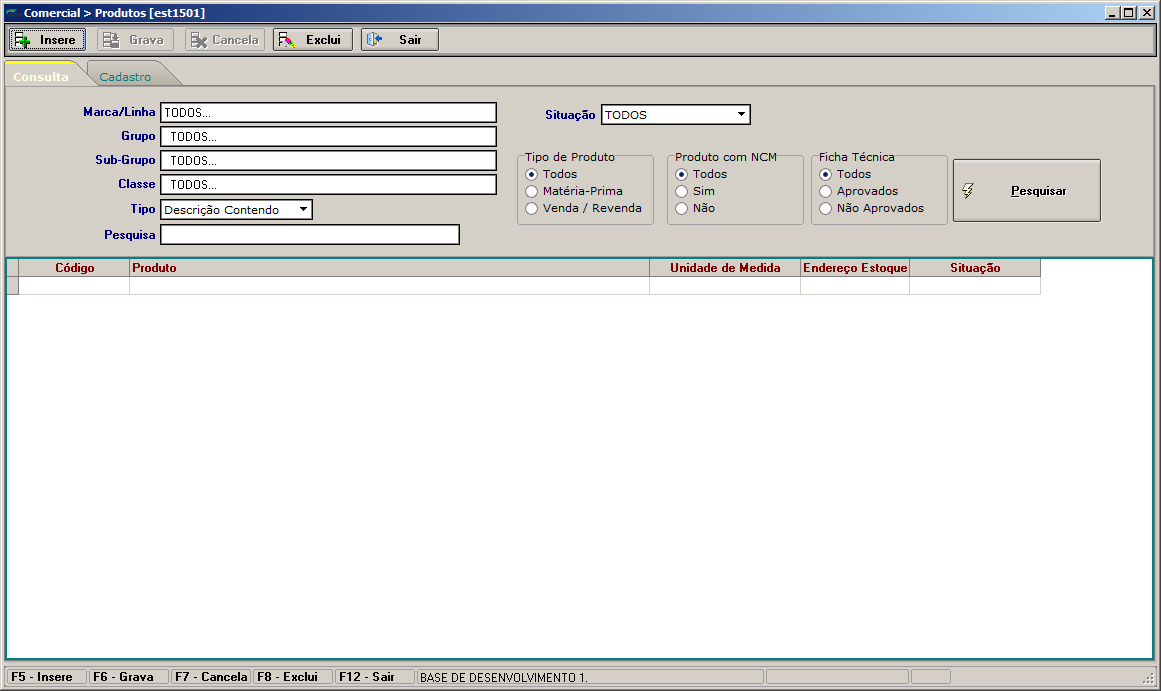 Comercial > Produtos [est1501]
Insere Grava Cancela Exclui Sair
Consulta Cadastro
Marca/Linha TODOS... Situação TODOS
Grupo TODOS...
Sub-Grupo TODOS... Tipo de Produto Produto com NCM Ficha Técnica
Todos Todos Todos
Classe TODOS... Matéria-Prima Sim Aprovados Pesquisar
Tipo Descrição Contendo Venda / Revenda Não Não Aprovados
Pesquisa
Código Produto Unidade de Medida Endereço Estoque Situação
F5 - Insere F6 - Grava F7 - Cancela F8 - Exclui F12 - Sair BASE DE DESENVOLVIMENTO 1.